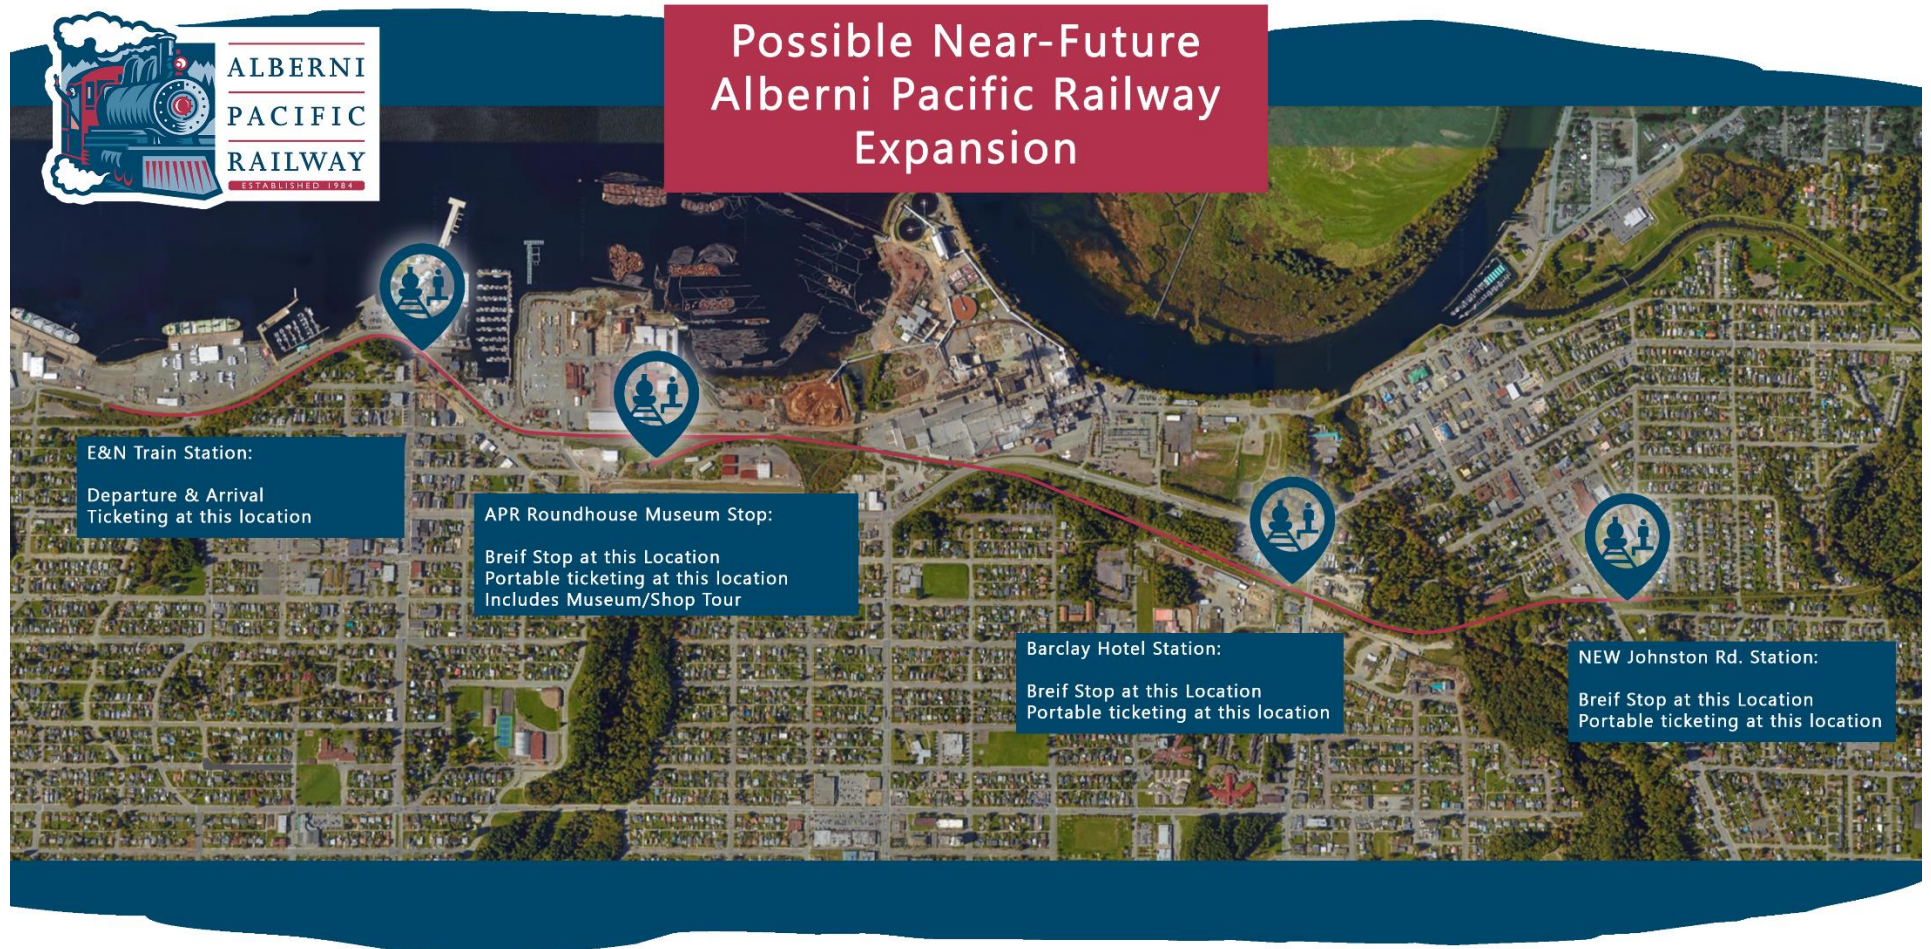 ALBERNI
PACIFIC
RAILWAY
ESTABLISHED 1984
Possible Near-Future
Alberni Pacific Railway
Expansion
E&N Train Station:
Departure & Arrival
Ticketing at this location
APR Roundhouse Museum Stop:
Breif Stop at this Location
Portable ticketing at this location
Includes Museum/Shop Tour
Barclay Hotel Station:
Breif Stop at this Location
Portable ticketing at this location
NEW Johnston Rd. Station:
Breif Stop at this Location
Portable ticketing at this location